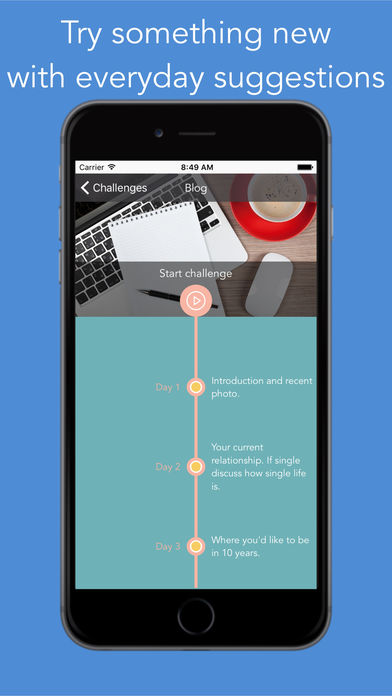 Try something new
with everyday suggestions
Carrier
8:49 AM
Challenges
Blog
Start challenge
Day 1
Introduction and recent
photo.
Day 2
Your current
relationship. If single
discuss how single life
is.
Day 3
Where you'd like to be
in 10 years.